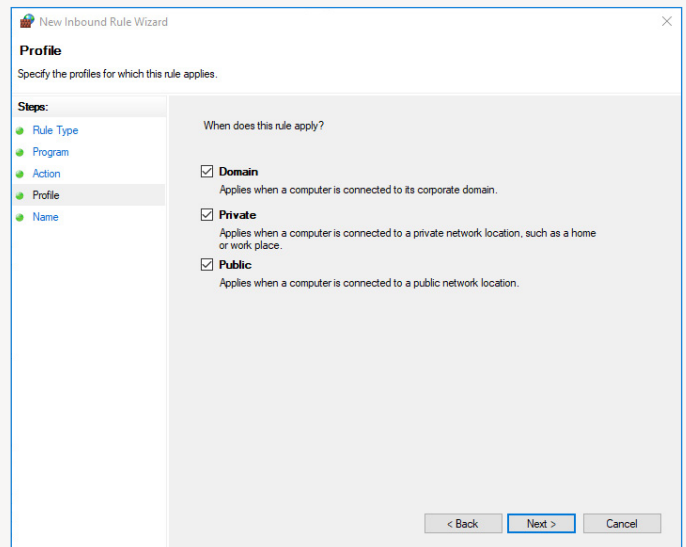 New Inbound Rule Wizard
Profile
Specify the profiles for which this rule applies.
Steps:
Rule Type
Program
Action
Profile
Name
When does this rule apply?
Domain
Applies when a computer is connected to its corporate domain.
Private
Applies when a computer is connected to a private network location, such as a home
or work place.
Public
Applies when a computer is connected to a public network location.
< Back
Next >
Cancel